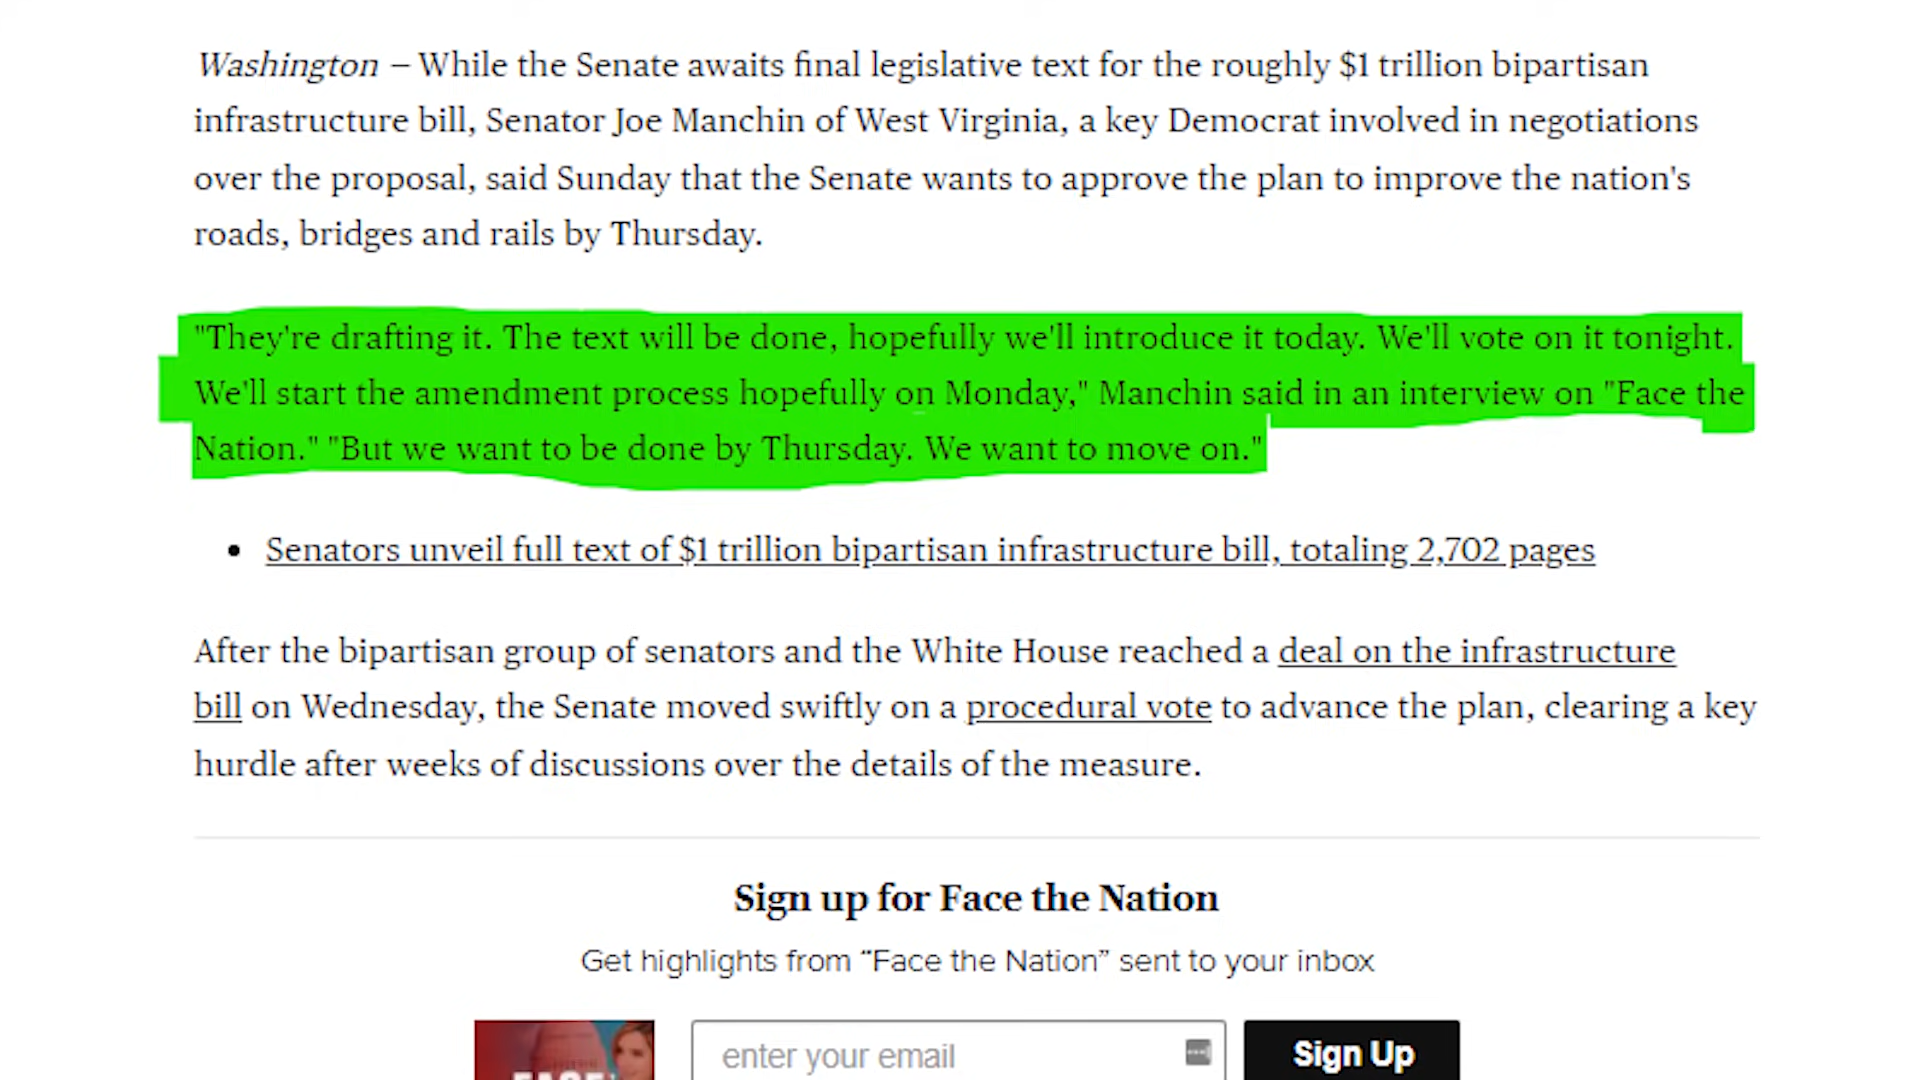 Washington — While the Senate awaits final legislative text for the roughly $1 trillion bipartisan
infrastructure bill, Senator Joe Manchin of West Virginia, a key Democrat involved in negotiations
over the proposal, said Sunday that the Senate wants to approve the plan to improve the nation's
roads, bridges and rails by Thursday.
"They're drafting it. The text will be done, hopefully we'll introduce it today. We'll vote on it tonight.
We'll start the amendment process hopefully on Monday," Manchin said in an interview on "Face the
Nation." "But we want to be done by Thursday. We want to move on."
• Senators unveil full text of $1 trillion bipartisan infrastructure bill, totaling 2,702 pages
After the bipartisan group of senators and the White House reached a deal on the infrastructure
bill on Wednesday, the Senate moved swiftly on a procedural vote to advance the plan, clearing a key
hurdle after weeks of discussions over the details of the measure.
Sign up for Face the Nation
Get highlights from “Face the Nation” sent to your inbox
FACE
enter your email
Sign Up